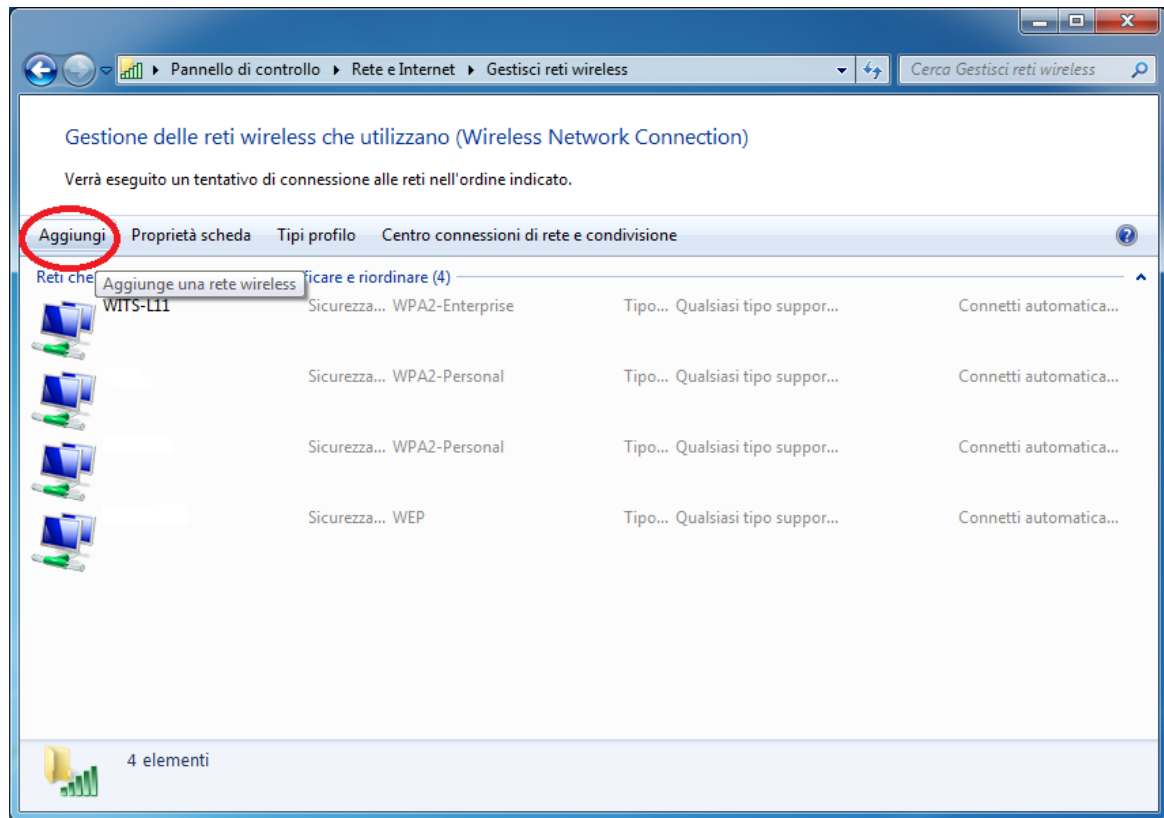 Pannello di controllo Rete e Internet Gestisci reti wireless Cerca Gestisci reti wireless
Gestione delle reti wireless che utilizzano (Wireless Network Connection)
Verrà eseguito un tentativo di connessione alle reti nell'ordine indicato.
Aggiungi Proprietà scheda Tipi profilo Centro connessioni di rete e condivisione
Reti che ficare e riordinare (4)
Aggiunge una rete wireless
WITS-L11 Sicurezza... WPA2-Enterprise Tipo... Qualsiasi tipo suppor... Connetti automatica...
Sicurezza... WPA2-Personal Tipo... Qualsiasi tipo suppor... Connetti automatica...
Sicurezza... WPA2-Personal Tipo... Qualsiasi tipo suppor... Connetti automatica...
Sicurezza... WEP Tipo... Qualsiasi tipo suppor... Connetti automatica...
4 elementi